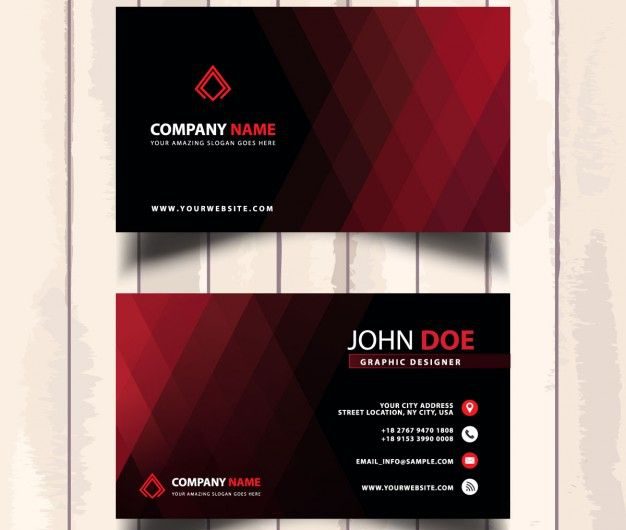 COMPANY NAME
YOUR AMAZING SLOGAN GOES HERE
WWW.YOURWEBSITE.COM
JOHN DOE
GRAPHIC DESIGNER
YOUR CITY ADDRESS
STREET LOCATION, NY CITY, USA
+18 2767 9470 1808
+18 9153 3990 0008
EMAIL_INFO@SAMPLE.COM
WWW.YOURWEBSITE.COM
COMPANY NAME
YOUR AMAZING SLOGAN GOES HERE